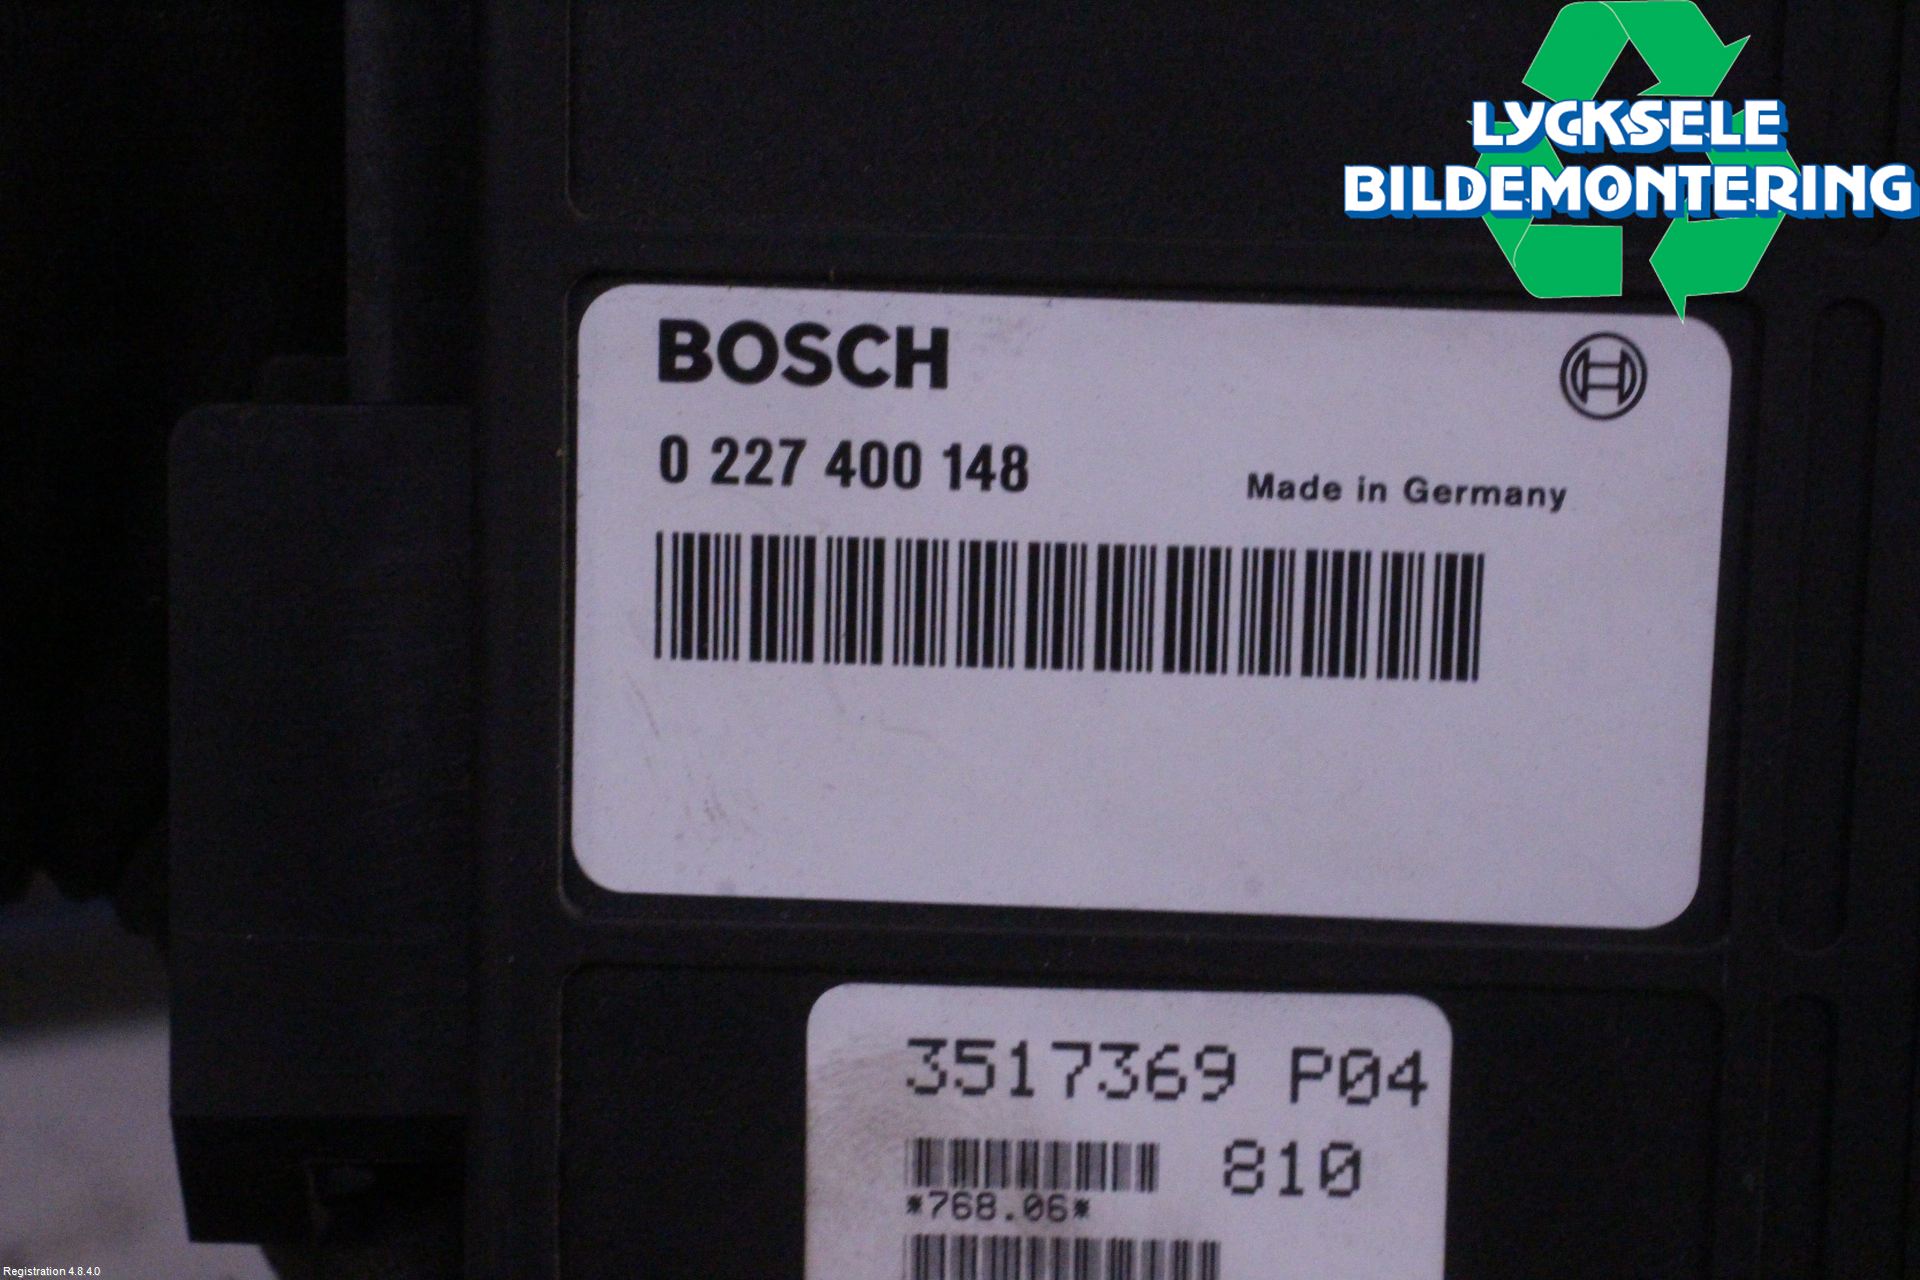 LYCKSELE
BILDEMONTERING
BOSCH
0 227 400 148
Made in Germany
3517369 P04
810
*768.06*
Registration 4.8.4.0